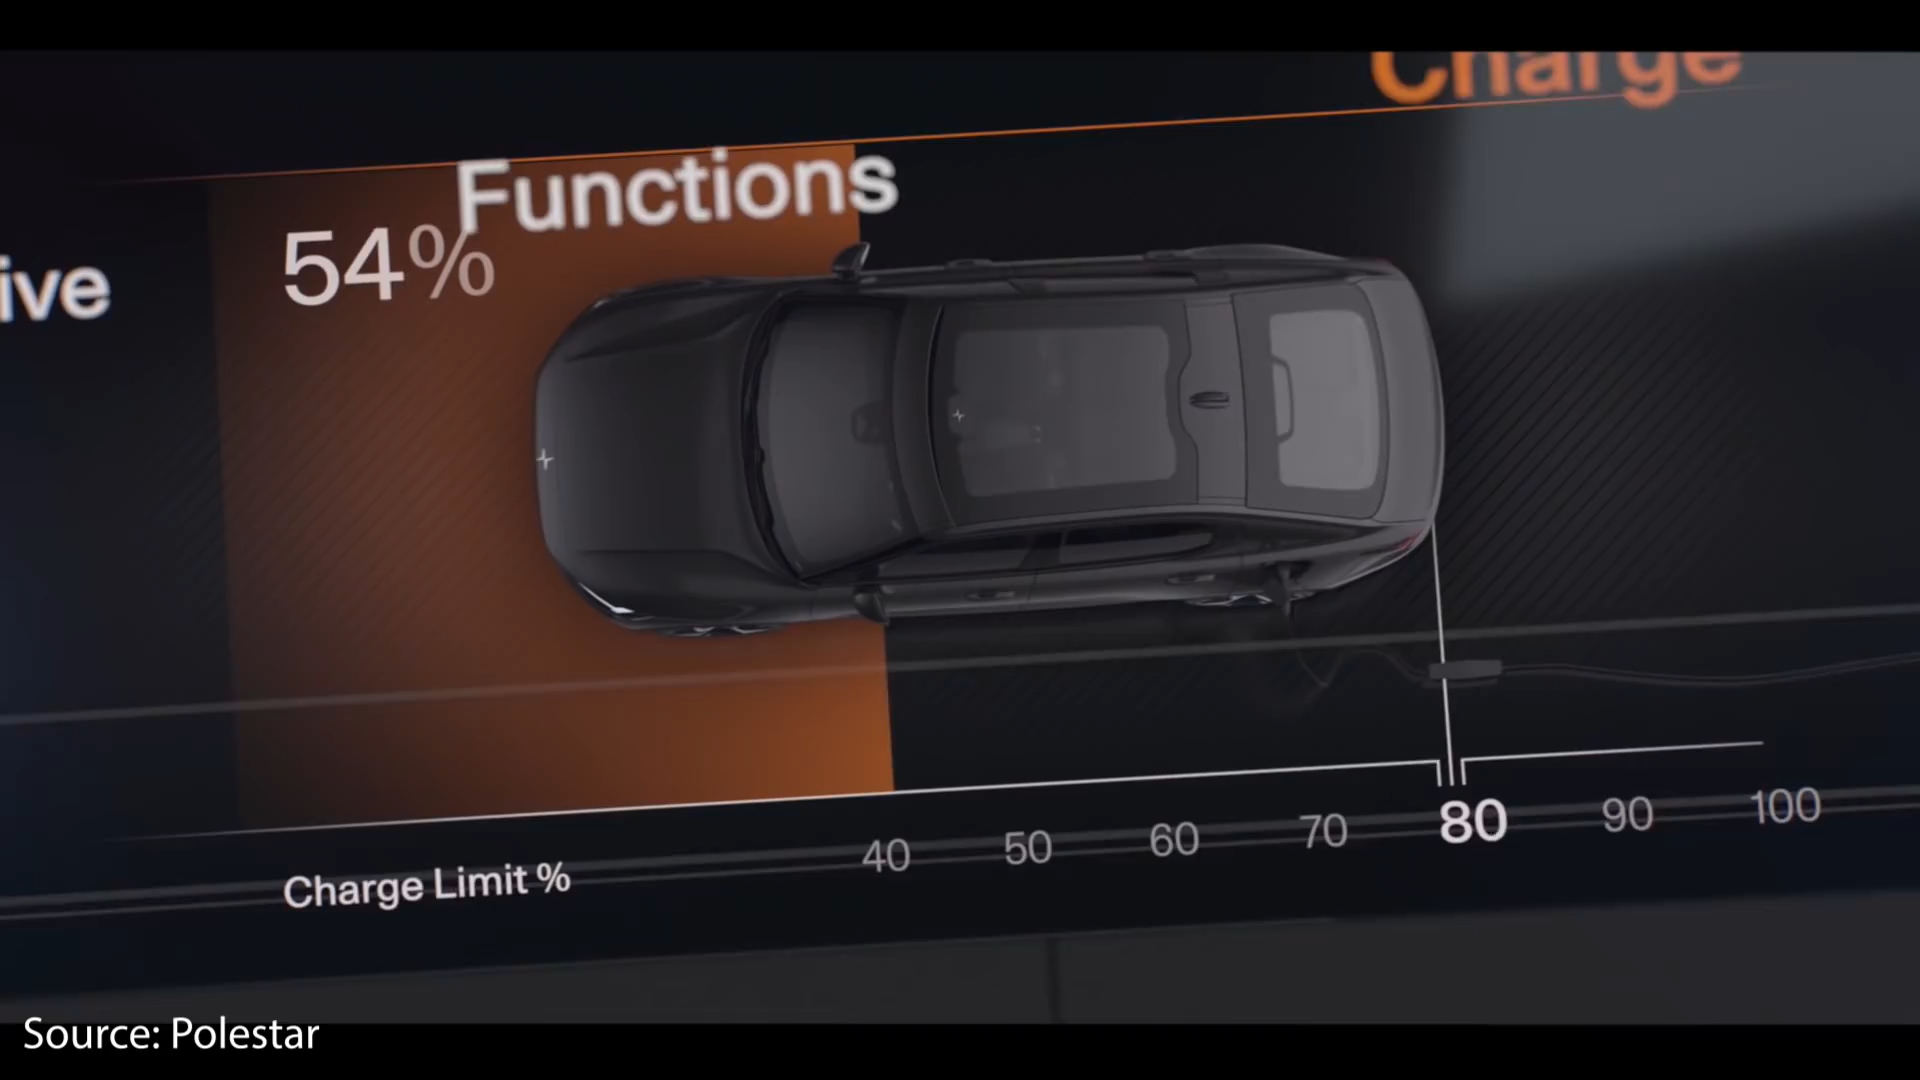 Charge
Functions
ive
54%
Charge Limit %
40 50 60 70 80 90 100
Source: Polestar